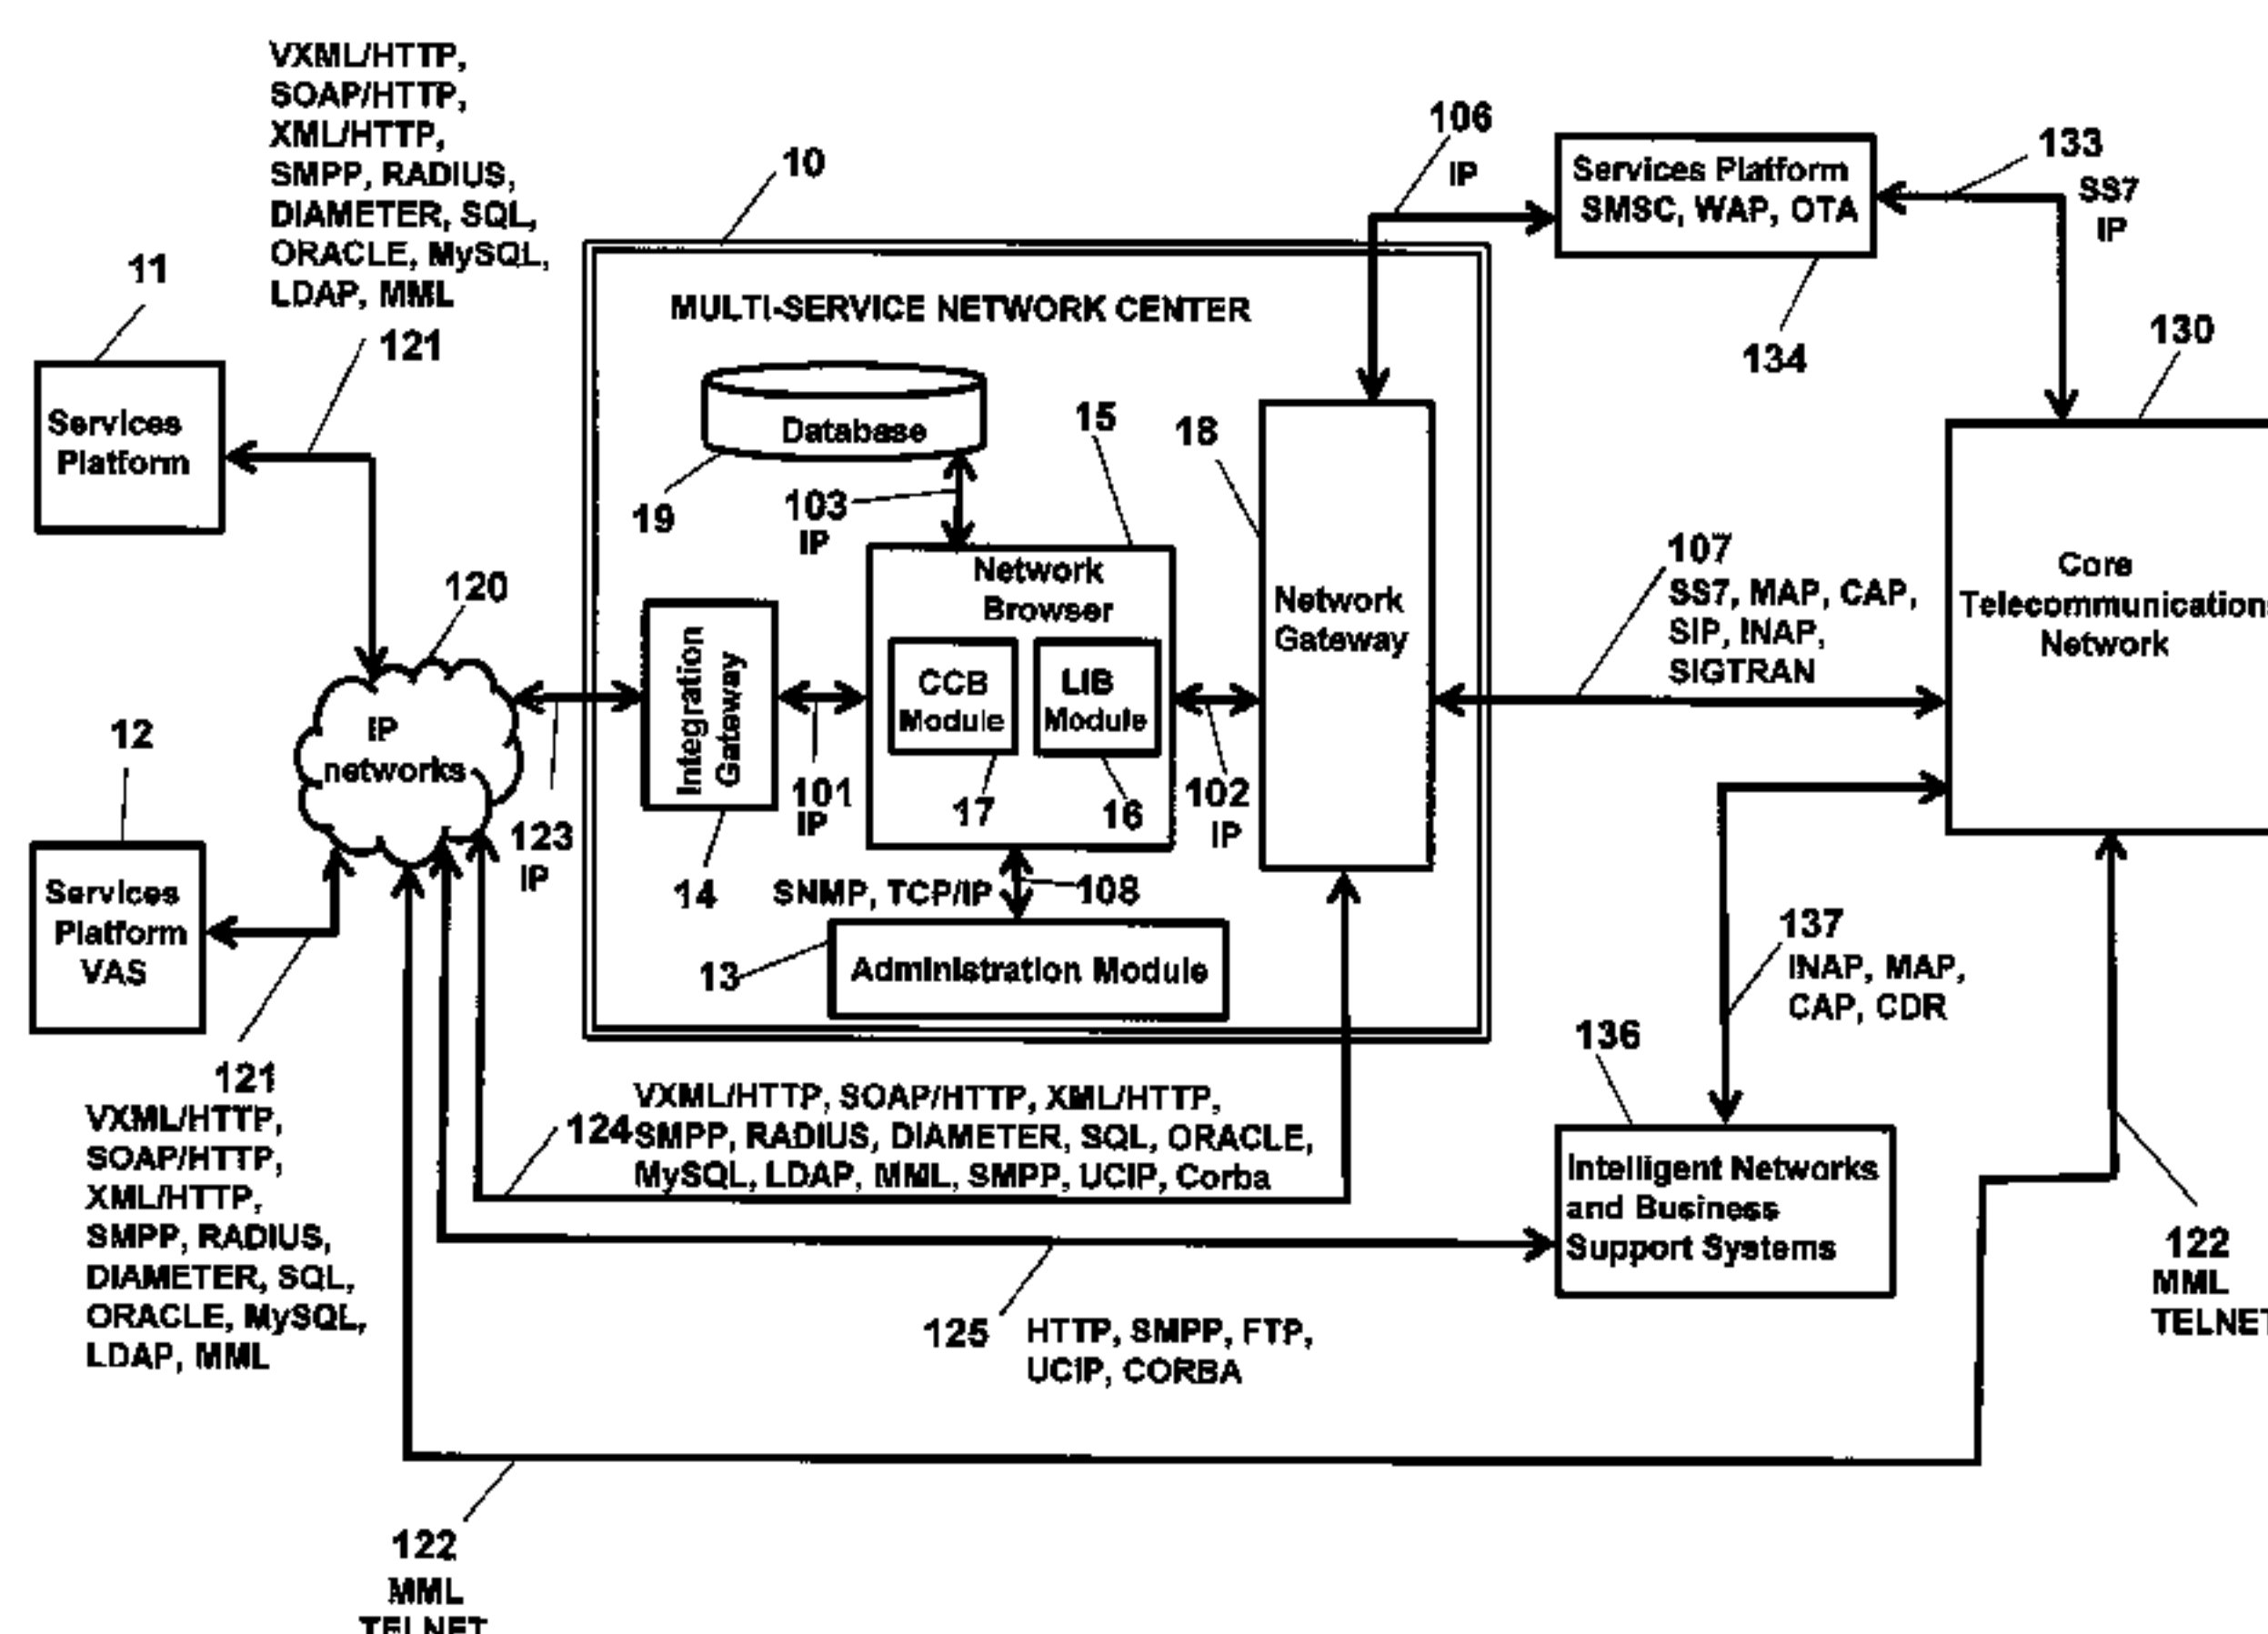 VXML/HTTP,
SOAP/HTTP,
XML/HTTP,
SMPP, RADIUS,
DIAMETER, SQL,
ORACLE, MySQL,
LDAP, MML
121
11
Services
Platform
10
MULTI-SERVICE NETWORK CENTER
106
IP
Services Platform
SMSC, WAP, OTA
133
SS7
IP
134
130
Database
19
103
IP
15
18
Network
Browser
CCB
Module
LIB
Module
17
16
Network
Gateway
107
SS7, MAP, CAP,
SIP, INAP,
SIGTRAN
Core
Telecommunications
Network
120
IP
networks
123
IP
Integration
Gateway
14
101
IP
102
IP
12
Services
Platform
VAS
SNMP, TCP/IP
108
13
Administration Module
137
INAP, MAP,
CAP, CDR
136
Intelligent Networks
and Business
Support Systems
121
VXML/HTTP,
SOAP/HTTP,
XML/HTTP,
SMPP, RADIUS,
DIAMETER, SQL,
ORACLE, MySQL,
LDAP, MML
124
VXML/HTTP, SOAP/HTTP, XML/HTTP,
SMPP, RADIUS, DIAMETER, SQL, ORACLE,
MySQL, LDAP, MML, SMPP, UCIP, Corba
125
HTTP, SMPP, FTP,
UCIP, CORBA
122
MML
TELNET
122
MML
TELNET